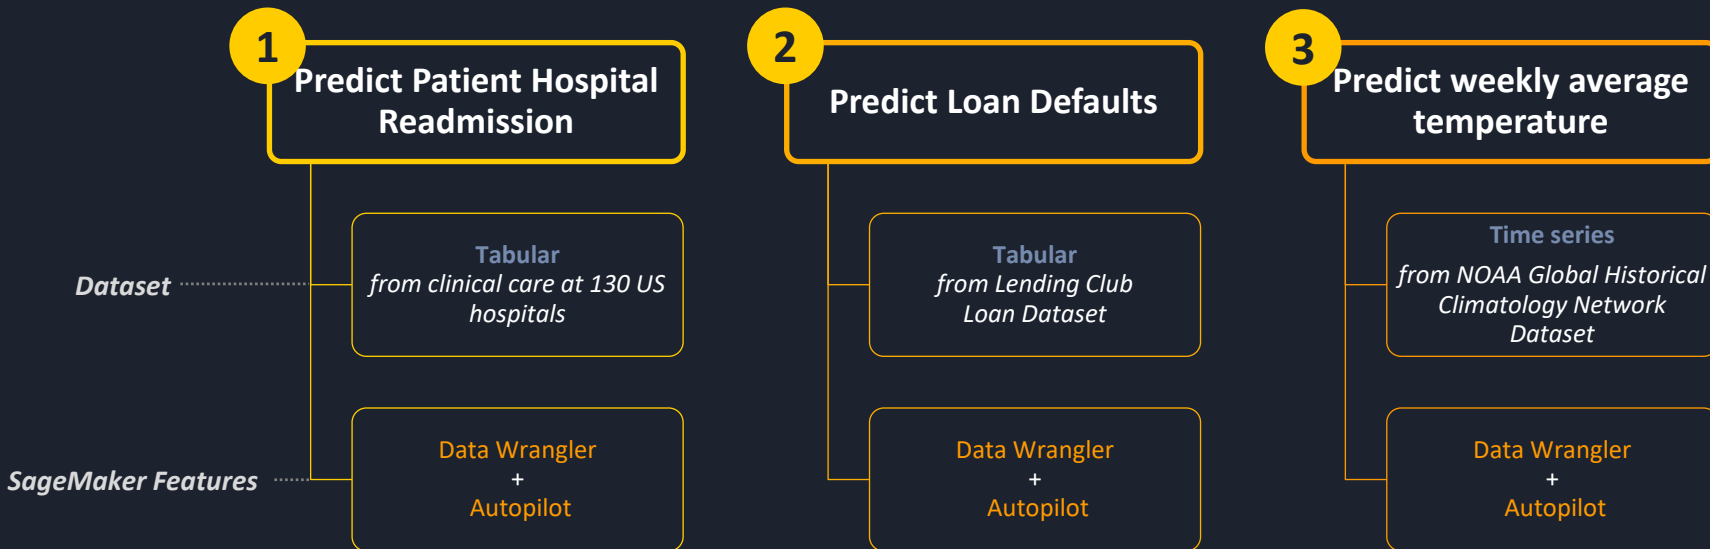 1
Predict Patient Hospital
Readmission
2
Predict Loan Defaults
3
Predict weekly average
temperature
Dataset
Tabular
from clinical care at 130 US
hospitals
Tabular
from Lending Club
Loan Dataset
Time series
from NOAA Global Historical
Climatology Network
Dataset
SageMaker Features
Data Wrangler
+
Autopilot
Data Wrangler
+
Autopilot
Data Wrangler
+
Autopilot